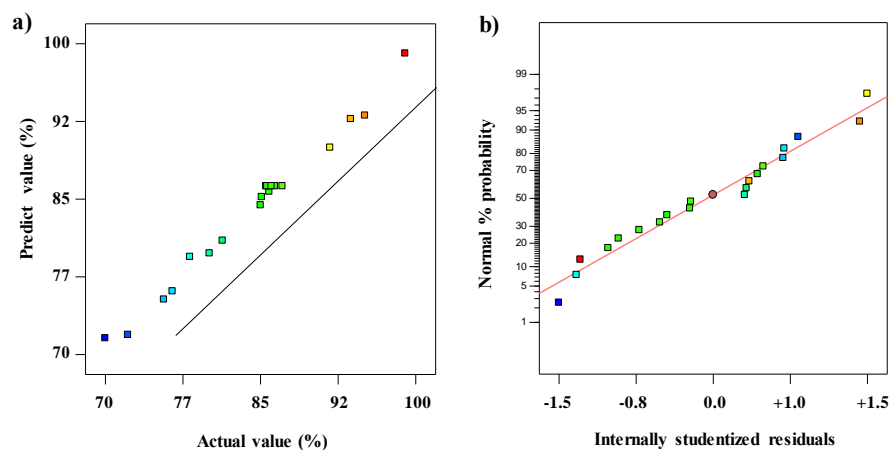 a)
Predict value (%)
100
92
85
77
70
70 77 85 92 100
Actual value (%)
b)
Normal % probability
99
95
90
80
70
50
30
20
10
5
1
-1.5 -0.8 0.0 +1.0 +1.5
Internally studentized residuals